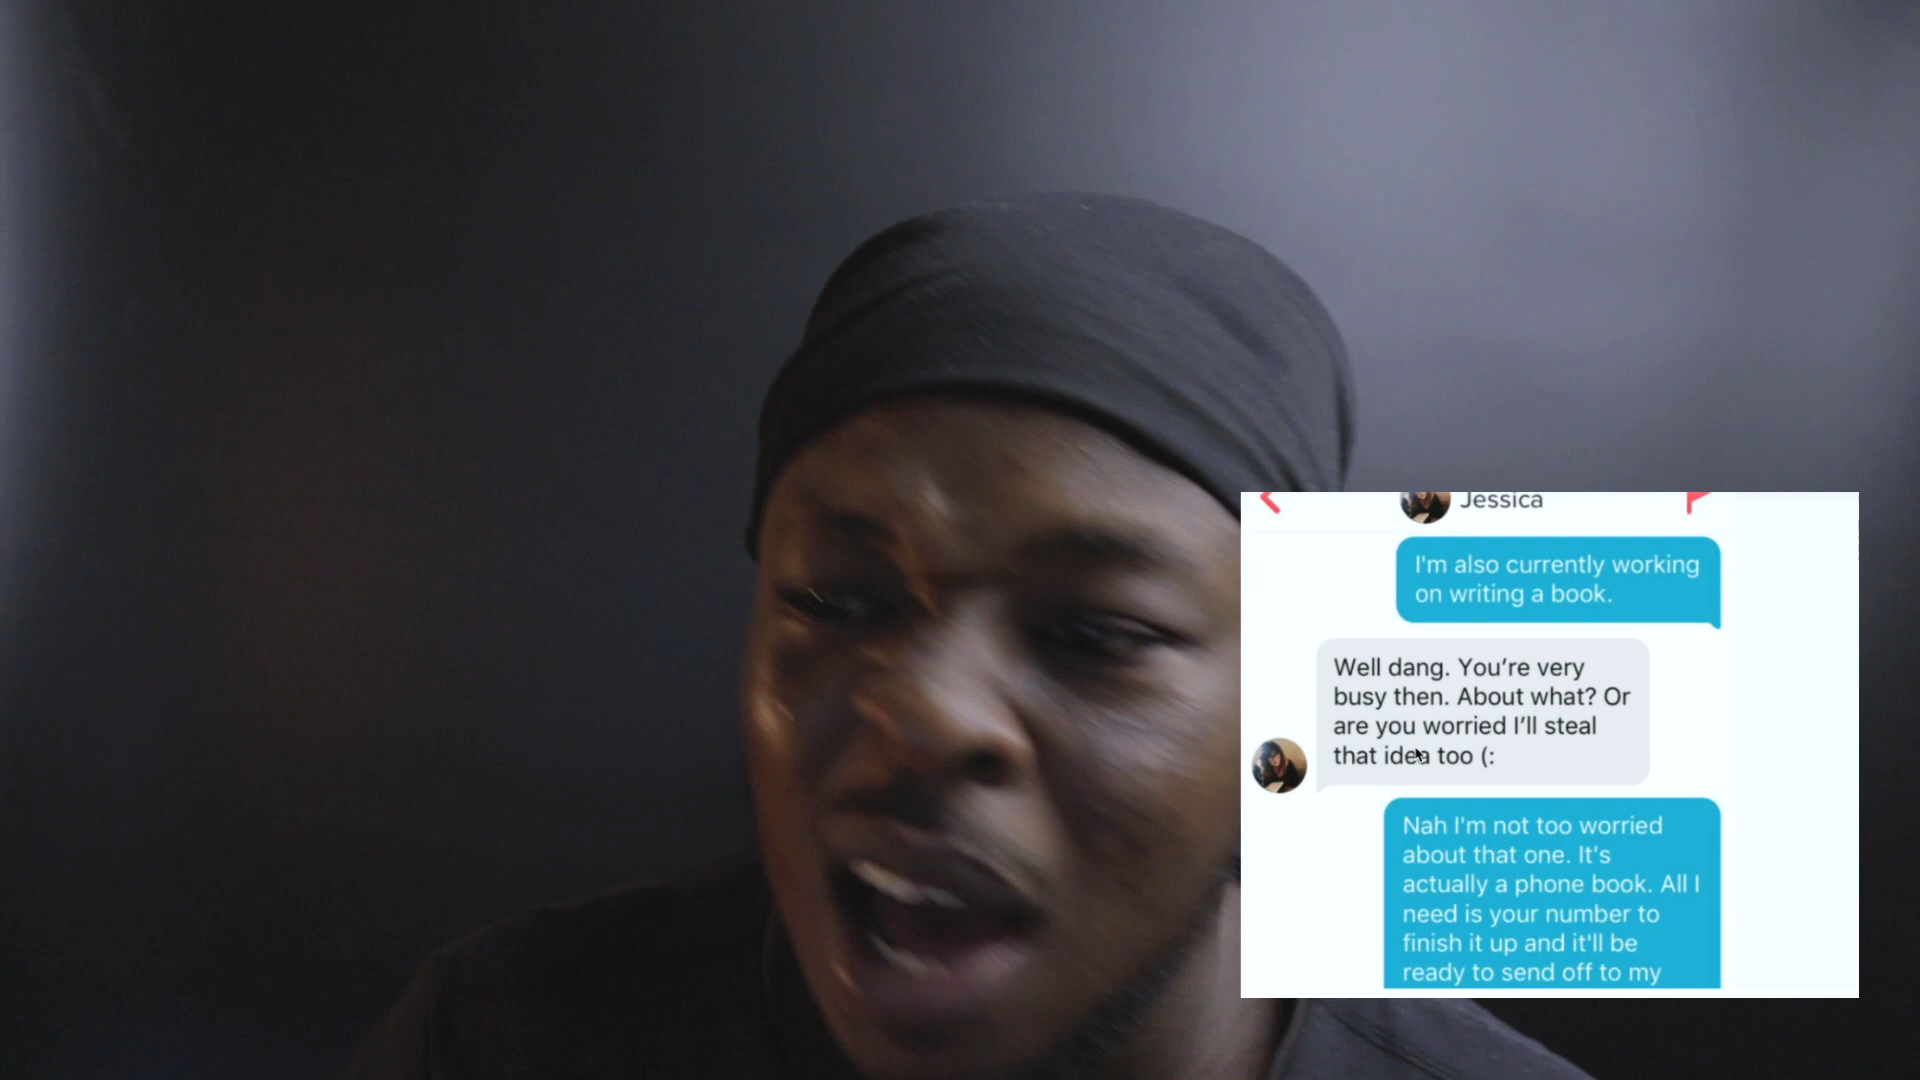 Jessica
I'm also currently working
on writing a book.
Well dang. You’re very
busy then. About what? Or
are you worried I’ll steal
that idea too (:
Nah I'm not too worried
about that one. It's
actually a phone book. All I
need is your number to
finish it up and it'll be
ready to send off to my